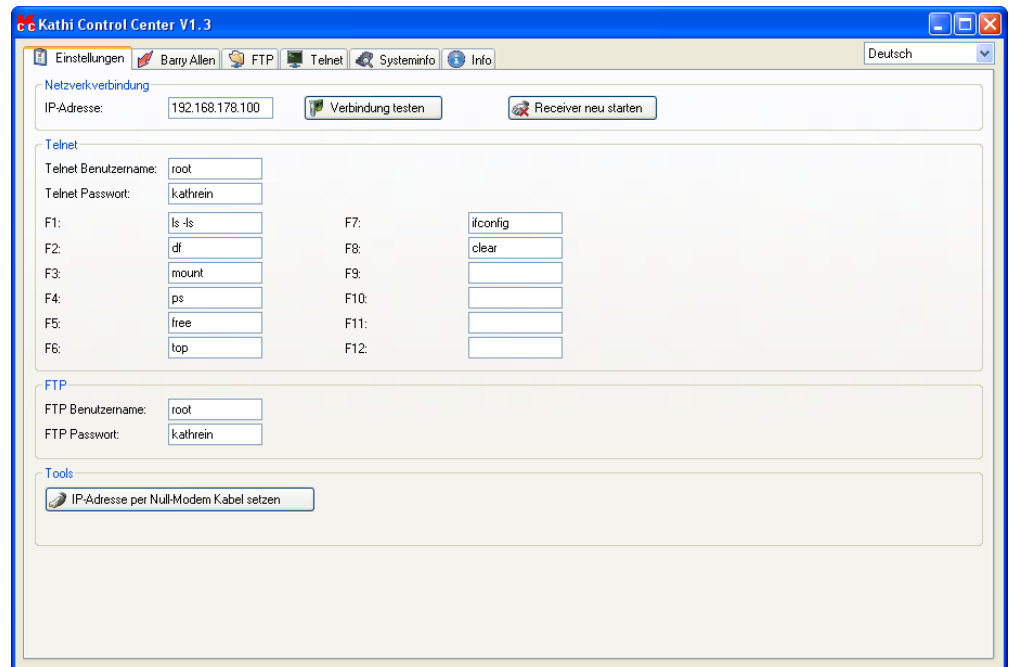 Kathi Control Center V1.3
Einstellungen Barry Allen FTP Telnet Systeminfo Info Deutsch
Netzwerkverbindung
IP-Adresse: 192.168.178.100 Verbindung testen Receiver neu starten
Telnet
Telnet Benutzername: root
Telnet Passwort: kathrein
F1: ls -ls F7: ifconfig
F2: df F8: clear
F3: mount F9:
F4: ps F10:
F5: free F11:
F6: top F12:
FTP
FTP Benutzername: root
FTP Passwort: kathrein
Tools
IP-Adresse per Null-Modem Kabel setzen